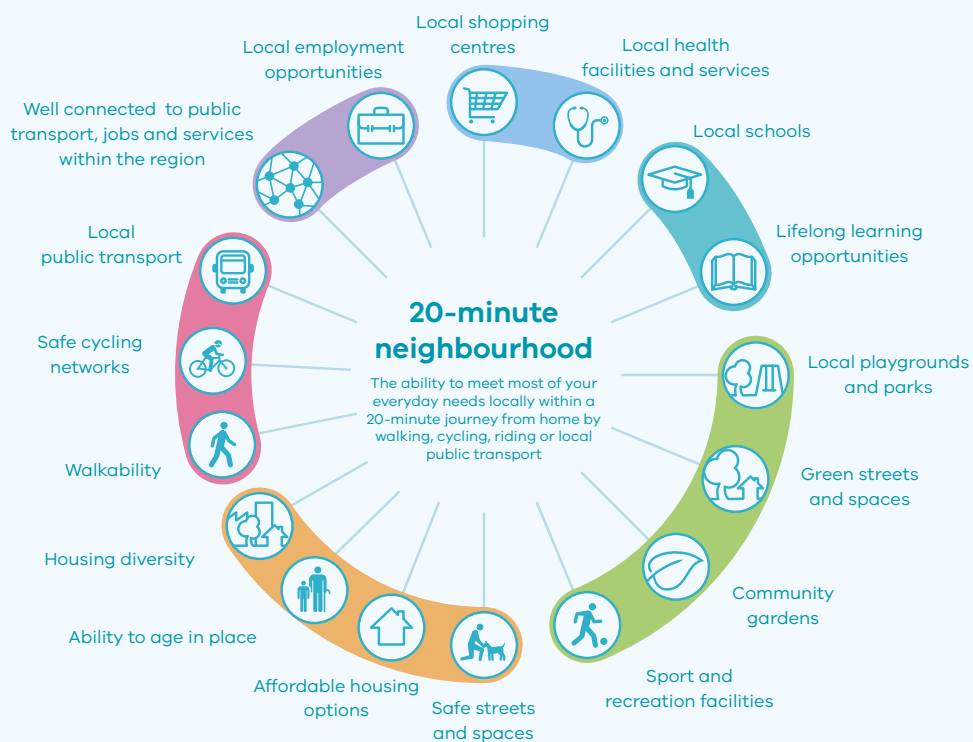 Local shopping
centres
Local health
facilities and services
Local schools
Lifelong learning
opportunities
Local playgrounds
and parks
Green streets
and spaces
Community
gardens
Sport and
recreation facilities
Safe streets
and spaces
Affordable housing
options
Ability to age in place
Housing diversity
Walkability
Safe cycling
networks
Local
public transport
Well connected to public
transport, jobs and services
within the region
Local employment
opportunities
20-minute
neighbourhood
The ability to meet most of your
everyday needs locally within a
20-minute journey from home by
walking, cycling, riding or local
public transport